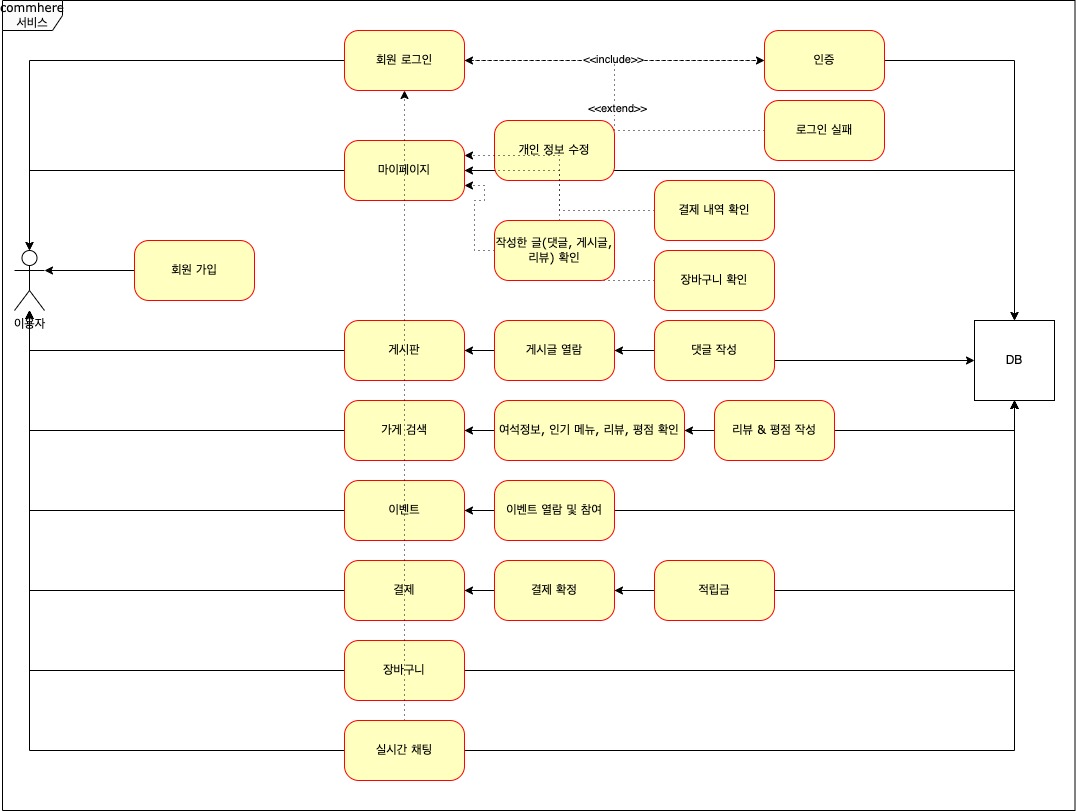 commhere
서비스
회원 로그인
<<include>>
인증
<<extend>>
로그인 실패
개인 정보 수정
마이페이지
결제 내역 확인
작성한 글(댓글, 게시글,
리뷰) 확인
장바구니 확인
회원 가입
이용자
게시판
게시글 열람
댓글 작성
DB
가게 검색
여석정보, 인기 메뉴, 리뷰, 평점 확인
리뷰 & 평점 작성
이벤트
이벤트 열람 및 참여
결제
결제 확정
적립금
장바구니
실시간 채팅